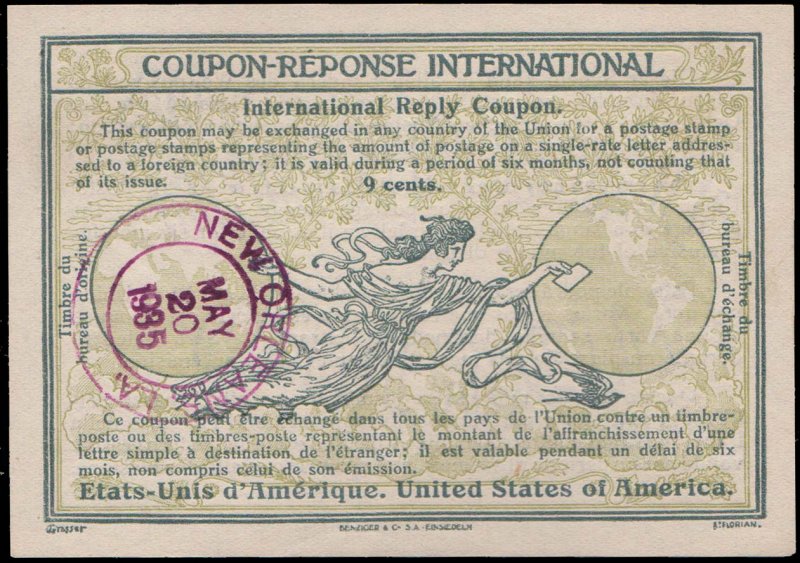 COUPON-RÉPONSE INTERNATIONAL
International Reply Coupon.
This coupon may be exchanged in any country of the Union for a postage stamp
or postage stamps representing the amount of postage on a single-rate letter addres-
sed to a foreign country; it is valid during a period of six months, not counting that
of its issue.
9 cents.
Timbre du
bureau d'origine.
NEW ORLEANS, LA.
MAY
20
1935
Timbre du
bureau d'échange.
Ce coupon peut être échangé dans tous les pays de l'Union contre un timbre-
poste ou des timbres-poste représentant le montant de l'affranchissement d'une
lettre simple à destination de l'étranger; il est valable pendant un délai de six
mois, non compris celui de son émission.
Etats-Unis d'Amérique. United States of America.
Grasset
BENZIGER & Co S.A.-EINSIEDELN
St FLORIAN.